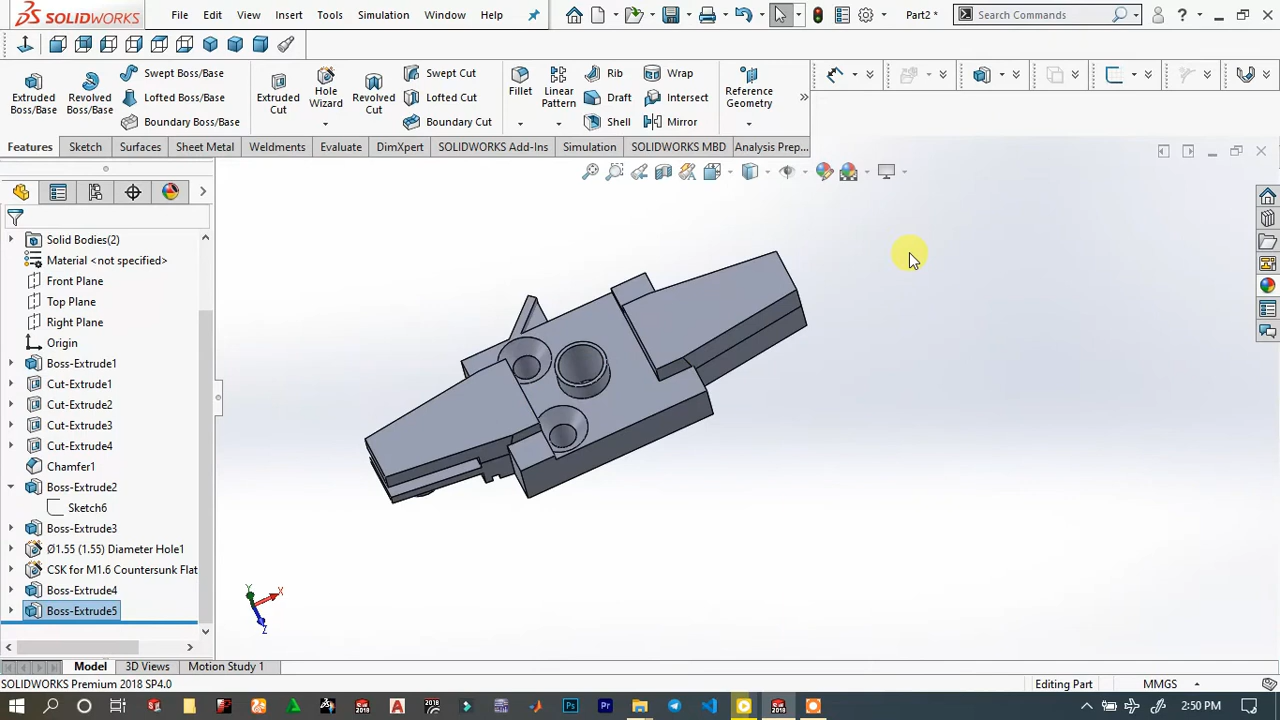 SOLIDWORKS File Edit View Insert Tools Simulation Window Help Part2 * Search Commands ?
Extruded Boss/Base
Revolved Boss/Base
Swept Boss/Base
Lofted Boss/Base
Boundary Boss/Base
Extruded Cut
Hole Wizard
Revolved Cut
Swept Cut
Lofted Cut
Boundary Cut
Fillet
Linear Pattern
Rib
Draft
Shell
Wrap
Intersect
Mirror
Reference Geometry
Features Sketch Surfaces Sheet Metal Weldments Evaluate DimXpert SOLIDWORKS Add-Ins Simulation SOLIDWORKS MBD Analysis Prep...
Solid Bodies(2)
Material <not specified>
Front Plane
Top Plane
Right Plane
Origin
Boss-Extrude1
Cut-Extrude1
Cut-Extrude2
Cut-Extrude3
Cut-Extrude4
Chamfer1
Boss-Extrude2
Sketch6
Boss-Extrude3
Ø1.55 (1.55) Diameter Hole1
CSK for M1.6 Countersunk Flat
Boss-Extrude4
Boss-Extrude5
Y X Z
Model 3D Views Motion Study 1
SOLIDWORKS Premium 2018 SP4.0 Editing Part MMGS
2:50 PM